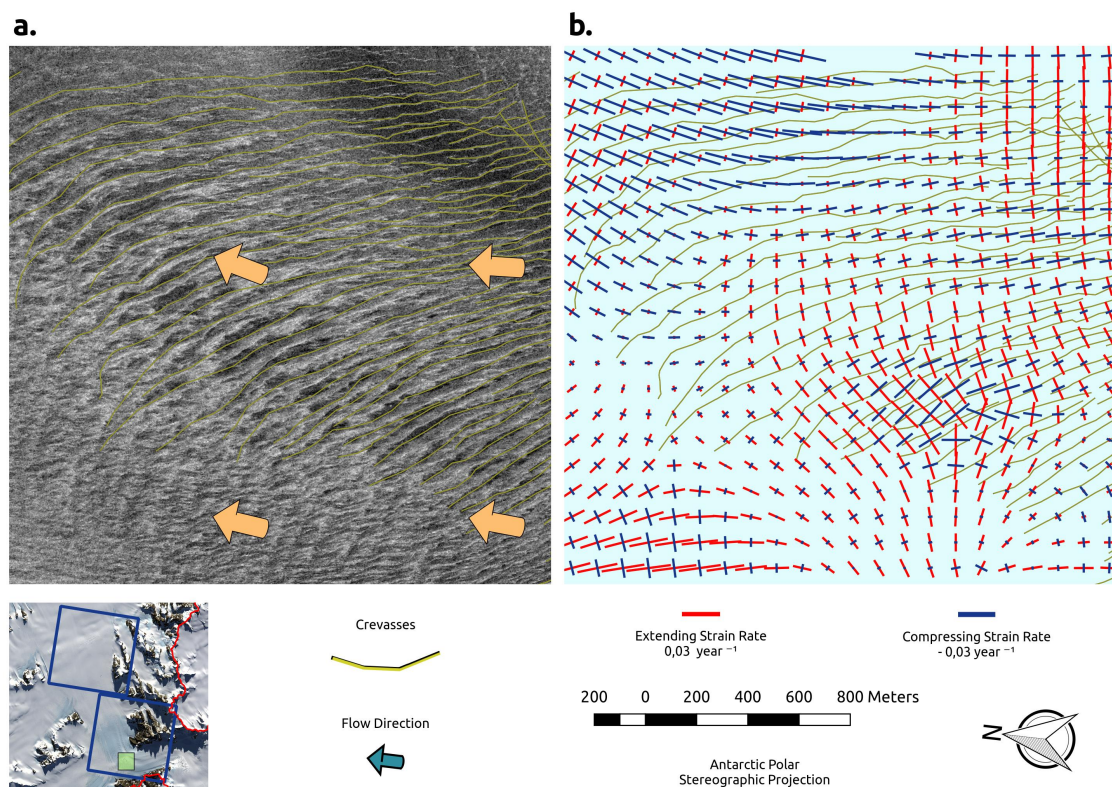 a.
b.
Crevasses
Flow Direction
Extending Strain Rate
0,03 year ⁻¹
Compressing Strain Rate
- 0,03 year ⁻¹
200 0 200 400 600 800 Meters
Antarctic Polar
Stereographic Projection
N